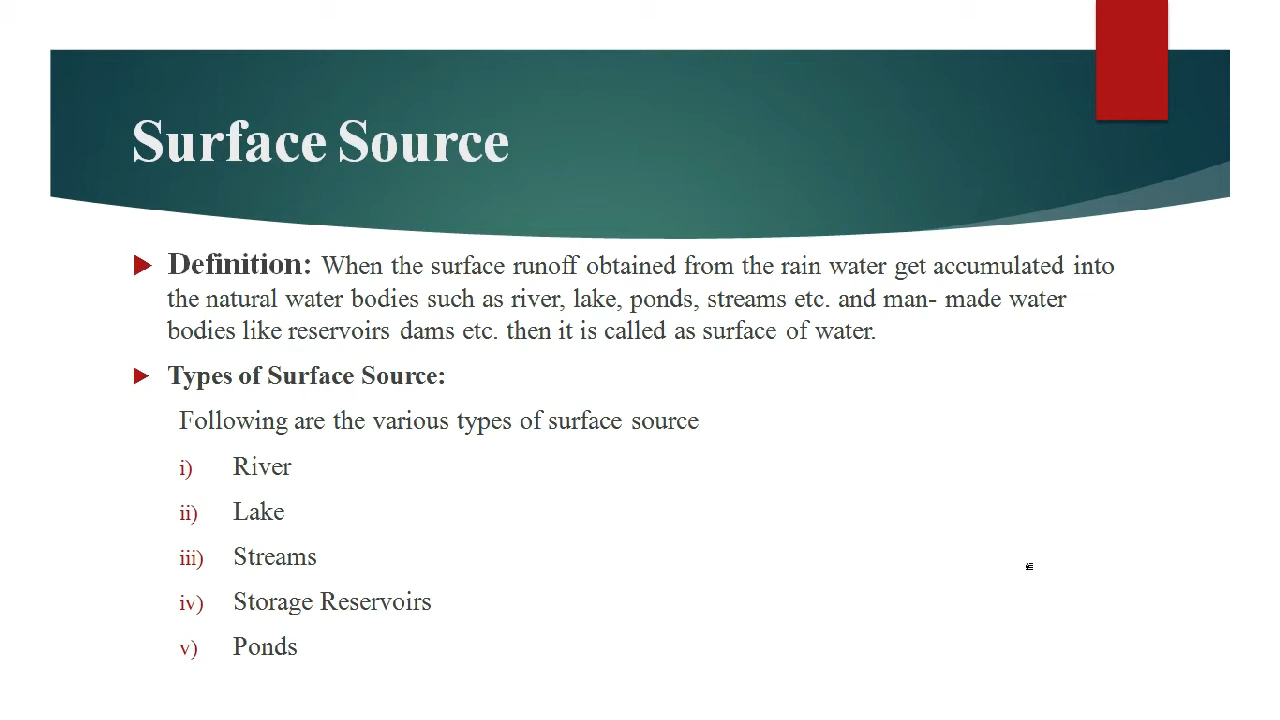 Surface Source
Definition: When the surface runoff obtained from the rain water get accumulated into
the natural water bodies such as river, lake, ponds, streams etc. and man- made water
bodies like reservoirs dams etc. then it is called as surface of water.
Types of Surface Source:
Following are the various types of surface source
i) River
ii) Lake
iii) Streams
iv) Storage Reservoirs
v) Ponds